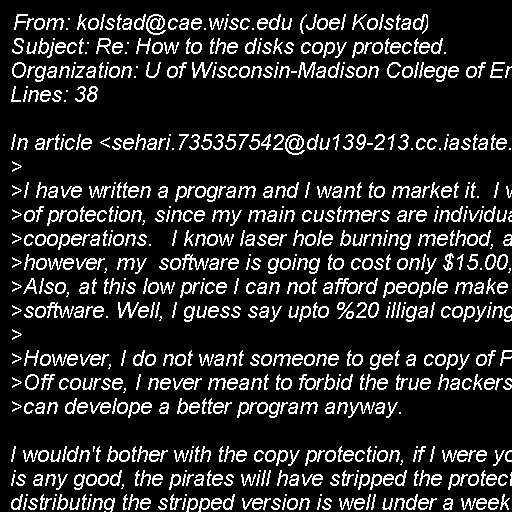 From: kolstad@cae.wisc.edu (Joel Kolstad)
Subject: Re: How to the disks copy protected.
Organization: U of Wisconsin-Madison College of
Lines: 38

In article <sehari.735357542@du139-213.cc.iastate.
>
>I have written a program and I want to market it.  I
>of protection, since my main custmers are
>cooperations.   I know laser hole burning method,
>however, my  software is going to cost only $15.00,
>Also, at this low price I can not afford people make
>software. Well, I guess say upto %20 illigal copying
>
>However, I do not want someone to get a copy of
>Off course, I never meant to forbid the true hackers
>can develope a better program anyway.

I wouldn't bother with the copy protection, if I were
is any good, the pirates will have stripped the
distributing the stripped version is well under a week